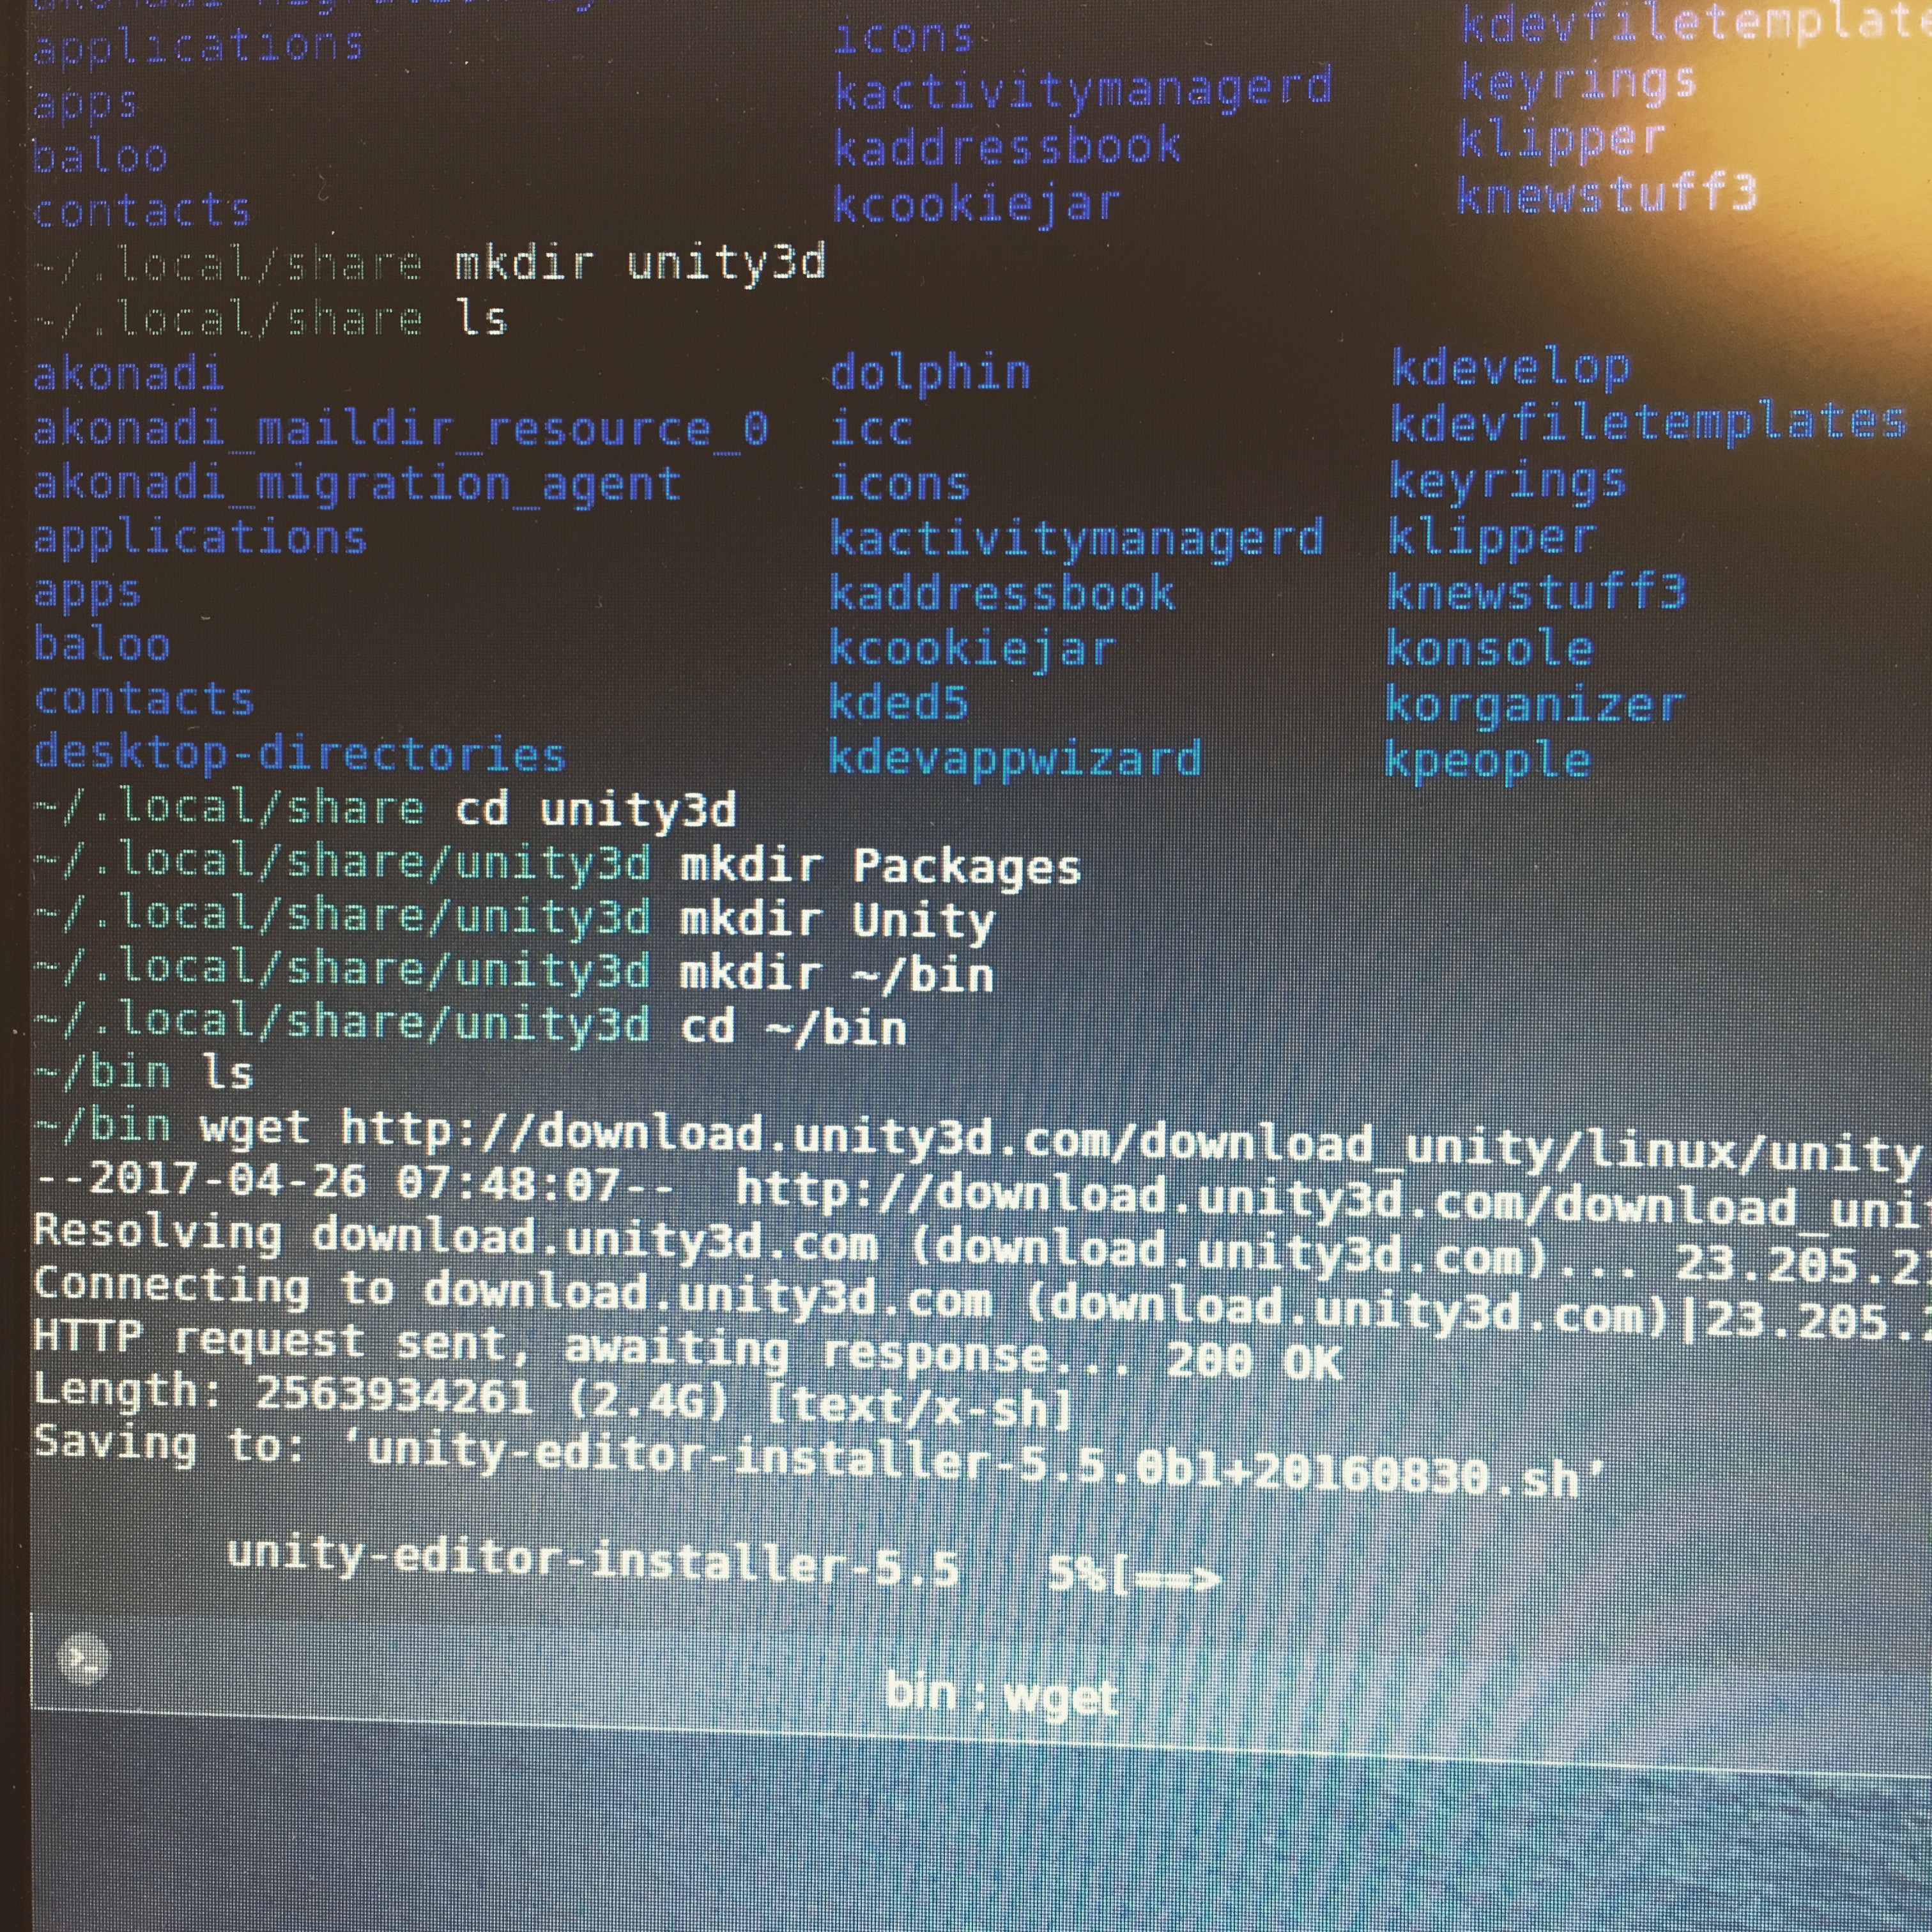 applications icons kdevfiletemplate
apps kactivitymanagerd keyrings
baloo kaddressbook klipper
contacts kcookiejar knewstuff3
~/.local/share mkdir unity3d
~/.local/share ls
akonadi dolphin kdevelop
akonadi_maildir_resource_0 icc kdevfiletemplates
akonadi_migration_agent icons keyrings
applications kactivitymanagerd klipper
apps kaddressbook knewstuff3
baloo kcookiejar konsole
contacts kded5 korganizer
desktop-directories kdevappwizard kpeople
~/.local/share cd unity3d
~/.local/share/unity3d mkdir Packages
~/.local/share/unity3d mkdir Unity
~/.local/share/unity3d mkdir ~/bin
~/.local/share/unity3d cd ~/bin
~/bin ls
~/bin wget http://download.unity3d.com/download_unity/linux/unity
--2017-04-26 07:48:07-- http://download.unity3d.com/download_uni
Resolving download.unity3d.com (download.unity3d.com)... 23.205.2
Connecting to download.unity3d.com (download.unity3d.com)|23.205.
HTTP request sent, awaiting response... 200 OK
Length: 2563934261 (2.4G) [text/x-sh]
Saving to: ‘unity-editor-installer-5.5.0b1+20160830.sh’
unity-editor-installer-5.5 5%[==>
>_
bin : wget